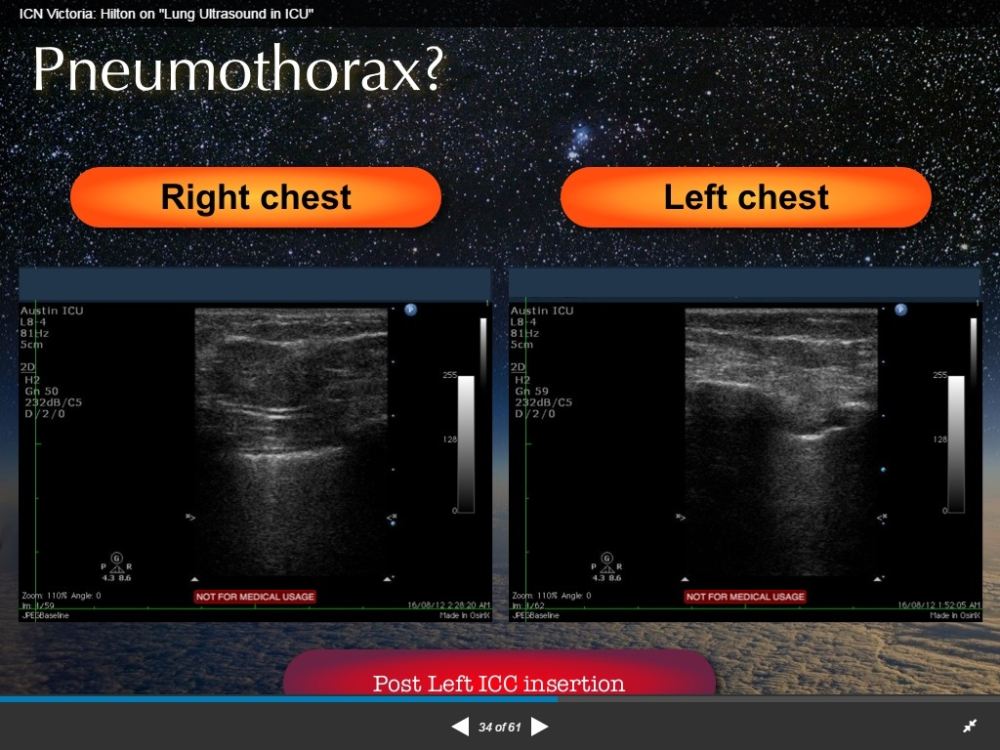 ICN Victoria: Hilton on "Lung Ultrasound in ICU"
Pneumothorax?
Right chest
Left chest
Austin ICU
L8-4
81Hz
5cm
2D
H2
Gn 50
232dB/C5
D/2/0
P
255
128
0
G
P R
4.3 8.6
Zoom: 110% Angle: 0
Im: 1/59
JPEGBaseline
NOT FOR MEDICAL USAGE
16/08/12 2:28:20 AM
Made In OsiriX
Austin ICU
L8-4
81Hz
5cm
2D
H2
Gn 59
232dB/C5
D/2/0
P
255
128
0
G
P R
4.3 8.6
Zoom: 110% Angle: 0
Im: 1/62
JPEGBaseline
NOT FOR MEDICAL USAGE
16/08/12 1:52:05 AM
Made In OsiriX
Post Left ICC insertion
34 of 61